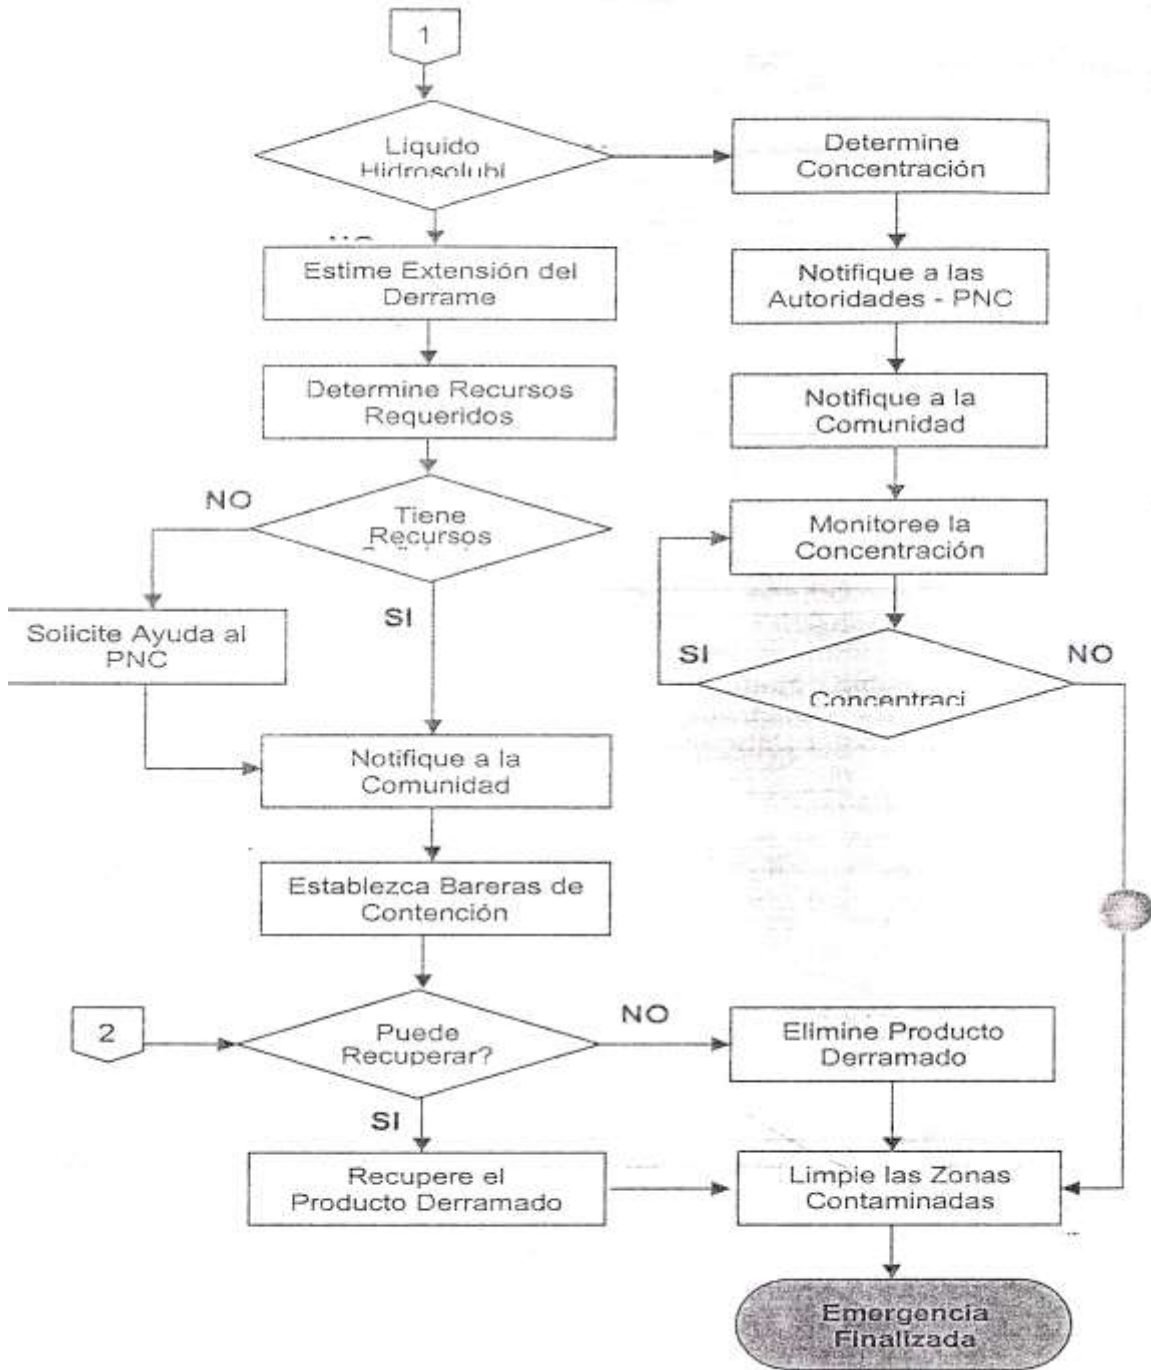 1
Liquido
Hidrosolubl
Determine
Concentración
Estime Extensión del
Derrame
Notifique a las
Autoridades - PNC
Determine Recursos
Requeridos
Notifique a la
Comunidad
NO
Tiene
Recursos
Monitoree la
Concentración
SI
Solicite Ayuda al
PNC
SI
NO
Concentraci
Notifique a la
Comunidad
Establezca Bareras de
Contención
2
Puede
Recuperar?
NO
Elimine Producto
Derramado
SI
Recupere el
Producto Derramado
Limpie las Zonas
Contaminadas
Emergencia
Finalizada